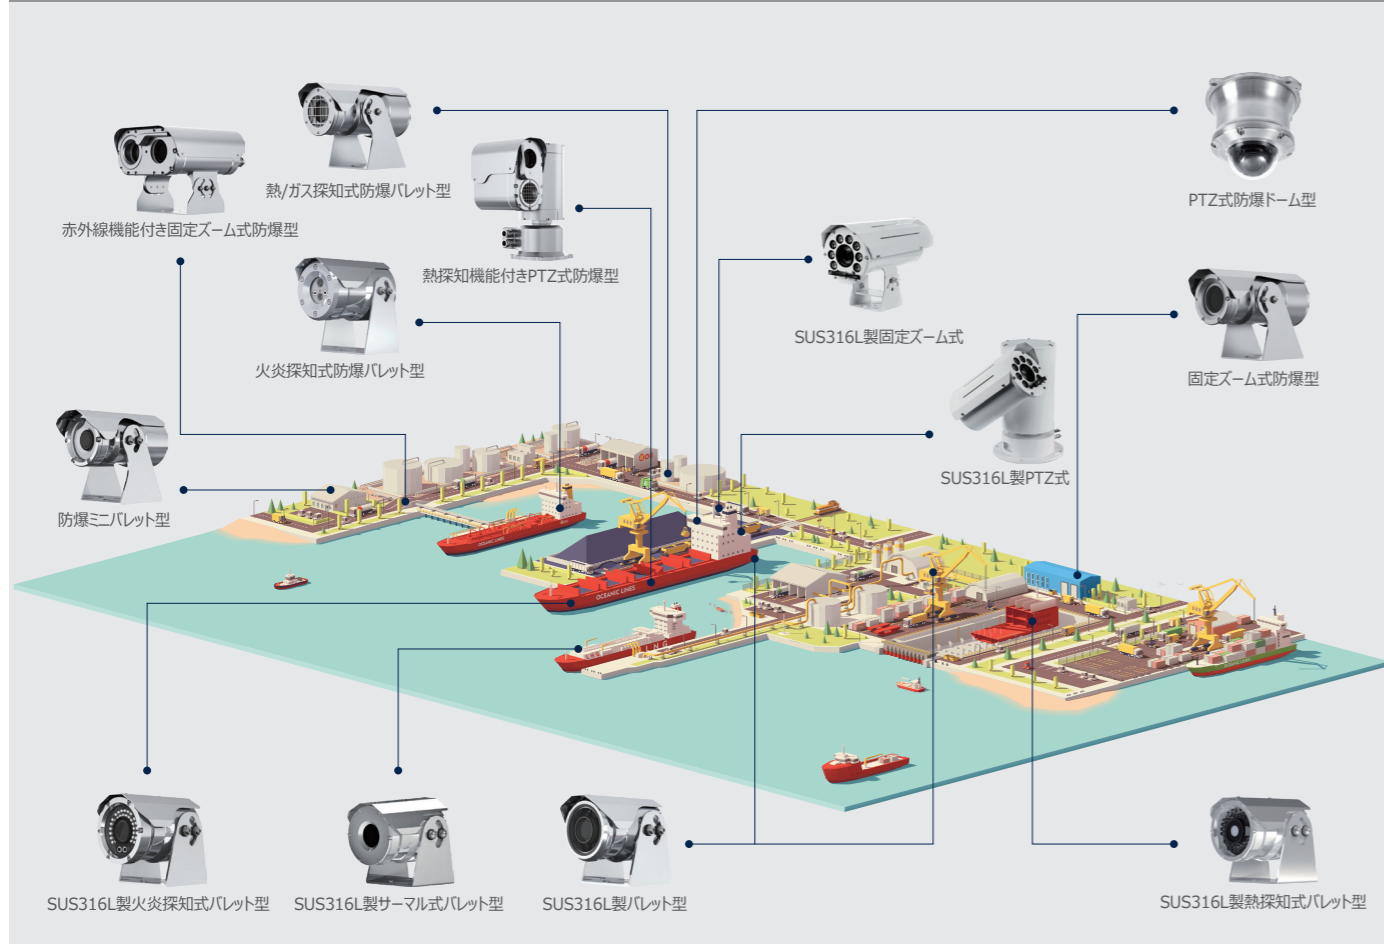 熱/ガス探知式防爆バレット型
PTZ式防爆ドーム型
赤外線機能付き固定ズーム式防爆型
熱探知機能付きPTZ式防爆型
SUS316L製固定ズーム式
火炎探知式防爆バレット型
固定ズーム式防爆型
SUS316L製PTZ式
防爆ミニバレット型
OCEANIC LINES
OCEANIC LINES
LNG
SUS316L製火炎探知式バレット型
SUS316L製サーマル式バレット型
SUS316L製バレット型
SUS316L製熱探知式バレット型